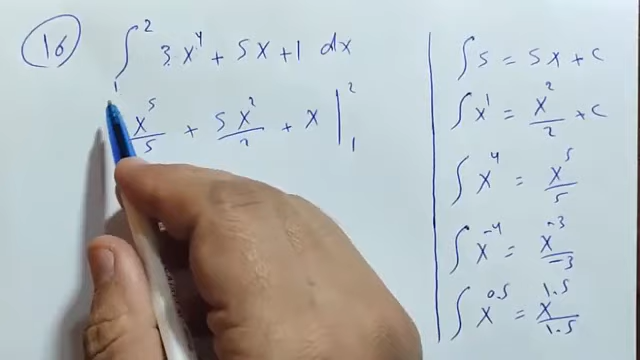 16
∫₁² 3x⁴ + 5x + 1 dx
x⁵/5 + 5x²/2 + x |₁²
∫ 5 = 5x + c
∫ x¹ = x²/2 + c
∫ x⁴ = x⁵/5
∫ x⁻⁴ = x⁻³/-3
∫ x^0.5 = x^1.5/1.5